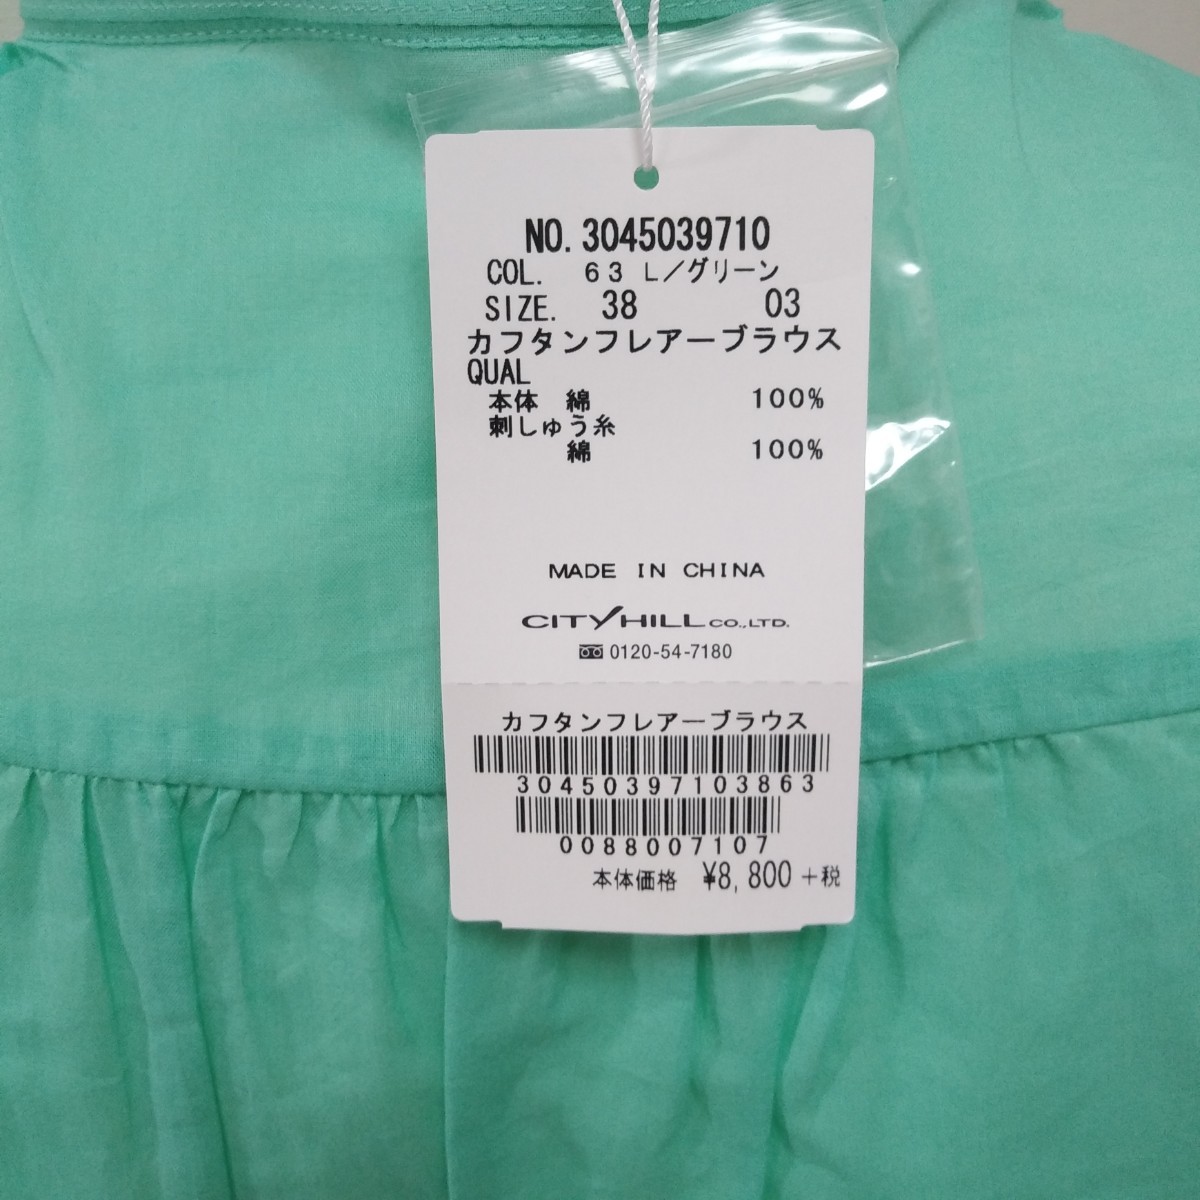 NO. 3045039710
COL. 63 L／グリーン
SIZE. 38 03
カフタンフレアーブラウス
QUAL
本体 綿 100%
刺しゅう糸
綿 100%
MADE IN CHINA
CITY HILL CO.,LTD.
0120-54-7180
カフタンフレアーブラウス
30450397103863
0088007107
本体価格 ¥8,800+税